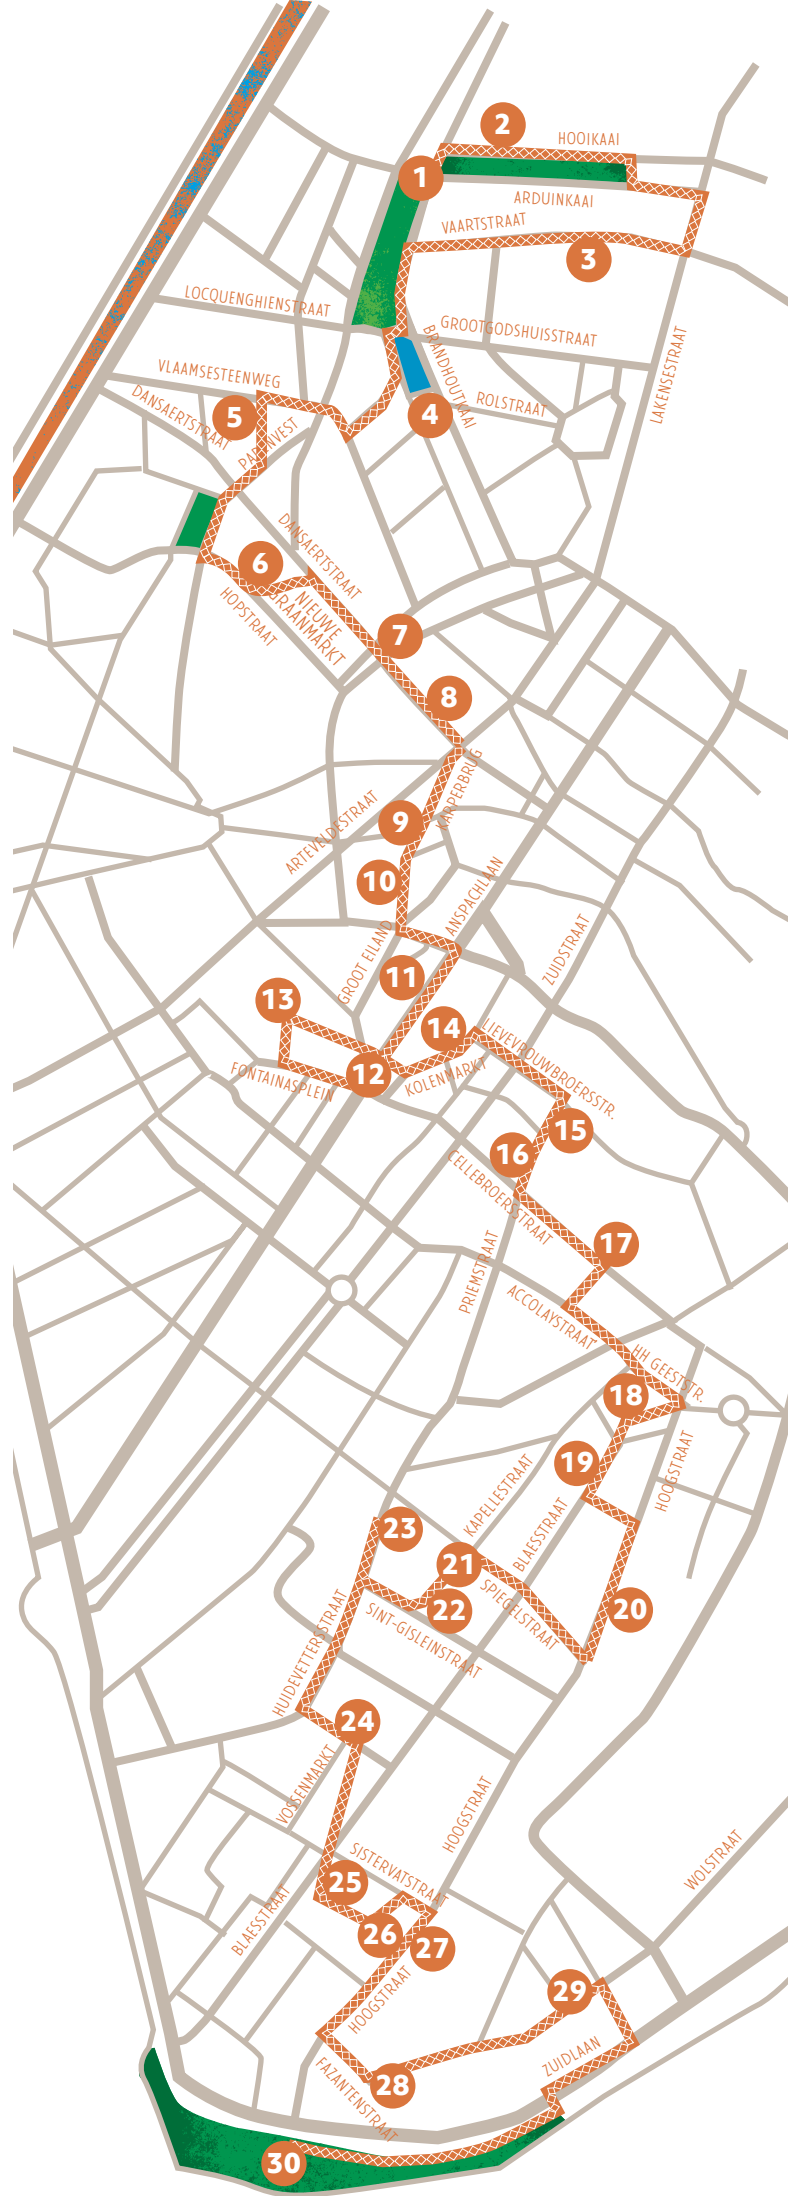 2
HOOIKAAI
1
ARDUINKAAI
VAARTSTRAAT
3
LOCQUENGHIENSTRAAT
GROOTGODSHUISSTRAAT
BRANDHOUTKAAI
LAKENSESTRAAT
VLAAMSESTEENWEG
DANSAERTSTRAAT
ROLSTRAAT
4
5
PAPENVEST
DANSAERTSTRAAT
6
NIEUWE
GRAANMARKT
HOPSTRAAT
7
8
KARPERBRUG
ARTEVELDESTRAAT
9
10
ANSPACHLAAN
GROOT EILAND
ZUIDSTRAAT
11
13
14
LIEVEVROUWBROERSSTR.
FONTAINASPLEIN
12
KOLENMARKT
15
16
CELLEBROERSSTRAAT
17
PRIEMSTRAAT
ACCOLAYSTRAAT
HH GEESTSTR.
18
19
HOOGSTRAAT
KAPELLESTRAAT
BLAESSTRAAT
23
21
SPIEGELSTRAAT
22
20
SINT-GISLEINSTRAAT
HUIDEVETTERSSTRAAT
24
VOSSENMARKT
HOOGSTRAAT
WOLSTRAAT
SISTERVATSTRAAT
25
BLAESSTRAAT
26
27
HOOGSTRAAT
29
ZUIDLAAN
FAZANTENSTRAAT
28
30